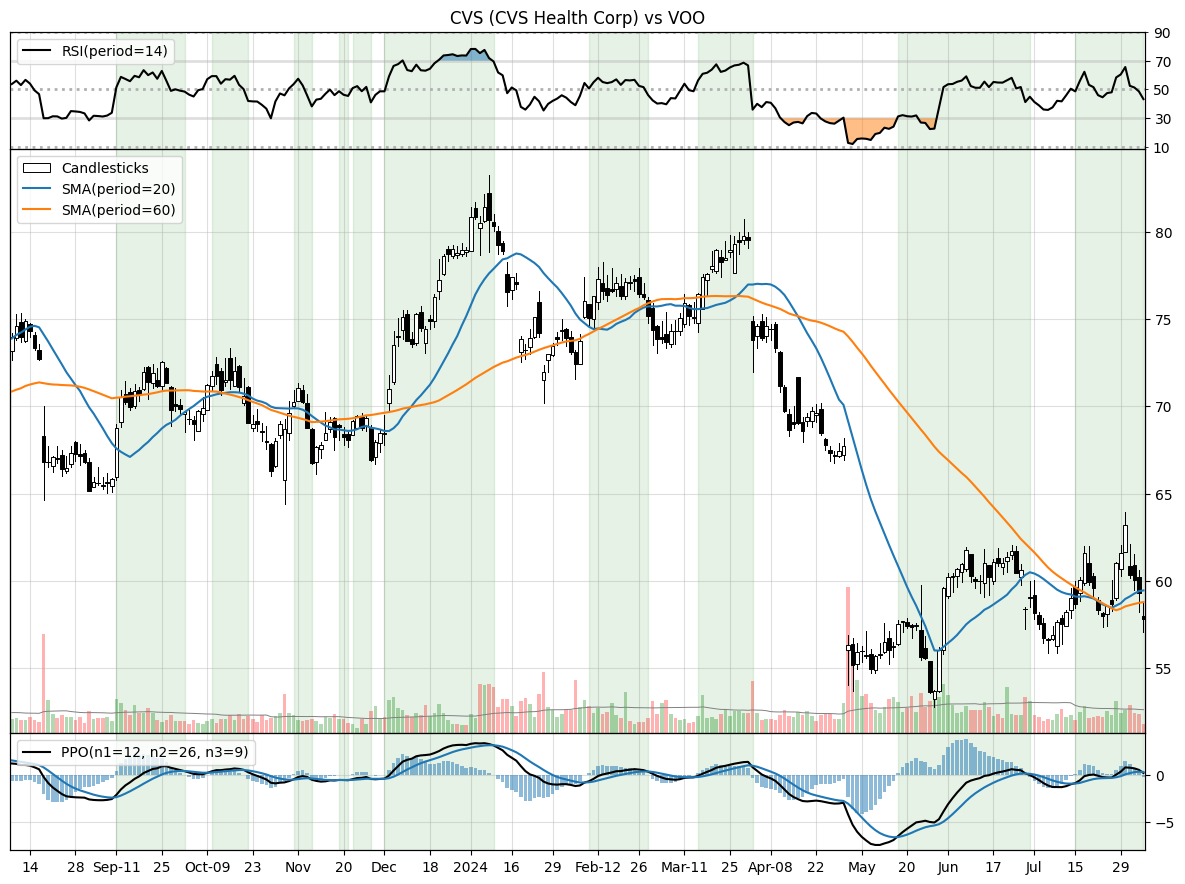 CVS (CVS Health Corp) vs VOO
RSI(period=14)
90
70
50
30
10
Candlesticks
SMA(period=20)
SMA(period=60)
80
75
70
65
60
55
PPO(n1=12, n2=26, n3=9)
0
−5
14 28 Sep-11 25 Oct-09 23 Nov 20 Dec 18 2024 16 29 Feb-12 26 Mar-11 25 Apr-08 22 May 20 Jun 17 Jul 15 29